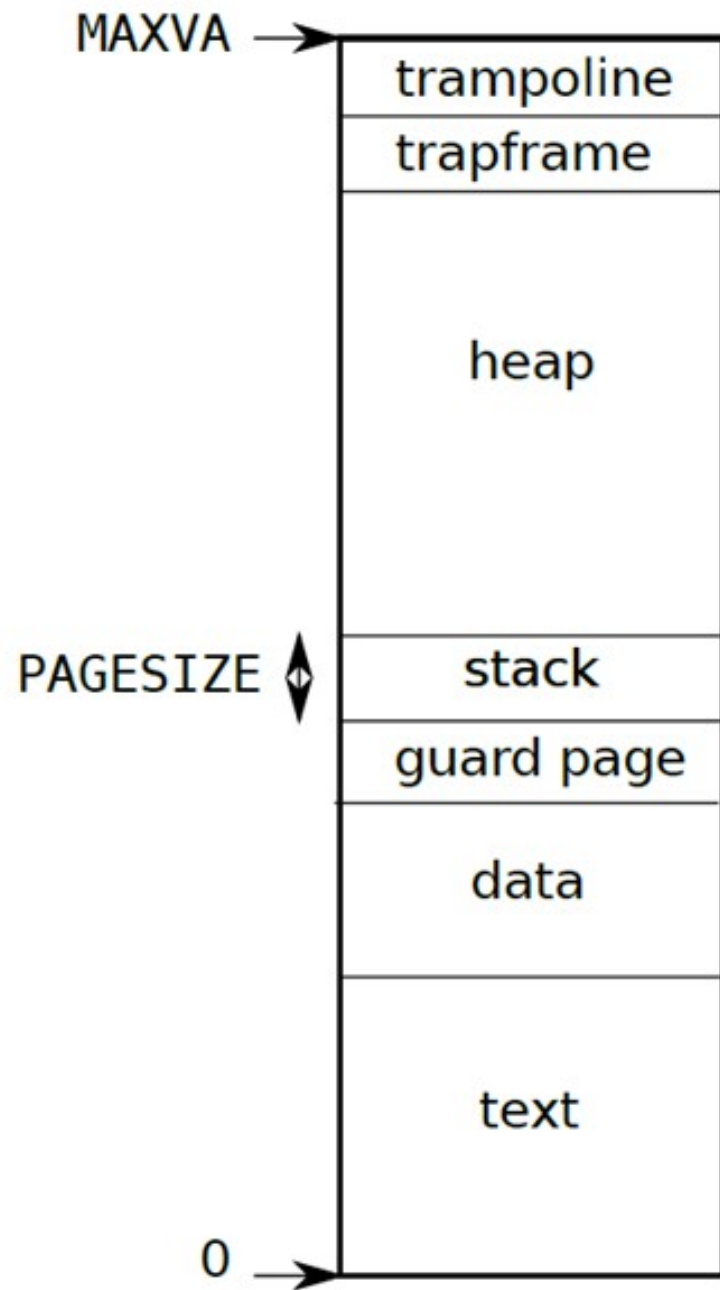 MAXVA
trampoline
trapframe
heap
PAGESIZE
stack
guard page
data
text
0